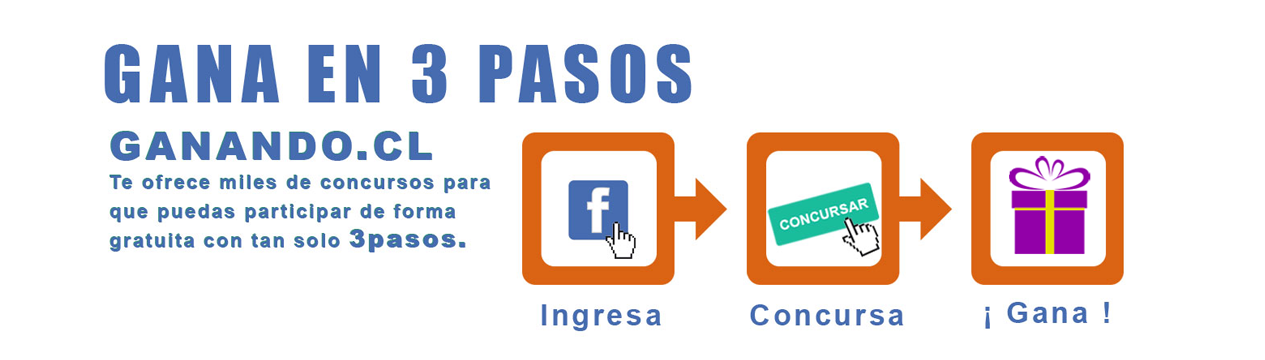 GANA EN 3 PASOS
GANANDO.CL
Te ofrece miles de concursos para
que puedas participar de forma
gratuita con tan solo 3pasos.
f
CONCURSAR
Ingresa
Concursa
¡ Gana !